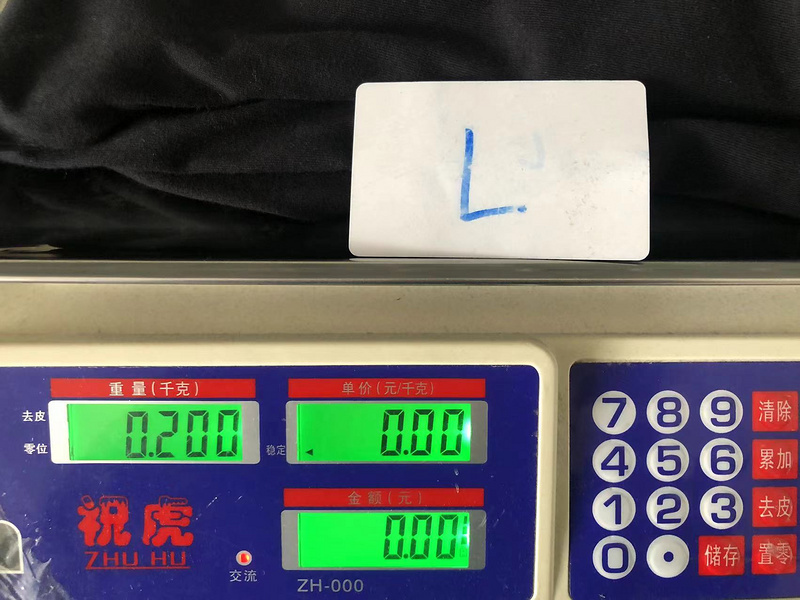 L
重量(千克)
单价(元/千克)
去皮
零位
0.200
稳定
0.00
金额(元)
0.00
祝虎
ZHU HU
交流
ZH-000
7 8 9 清除
4 5 6 累加
1 2 3 去皮
0 • 储存 置零